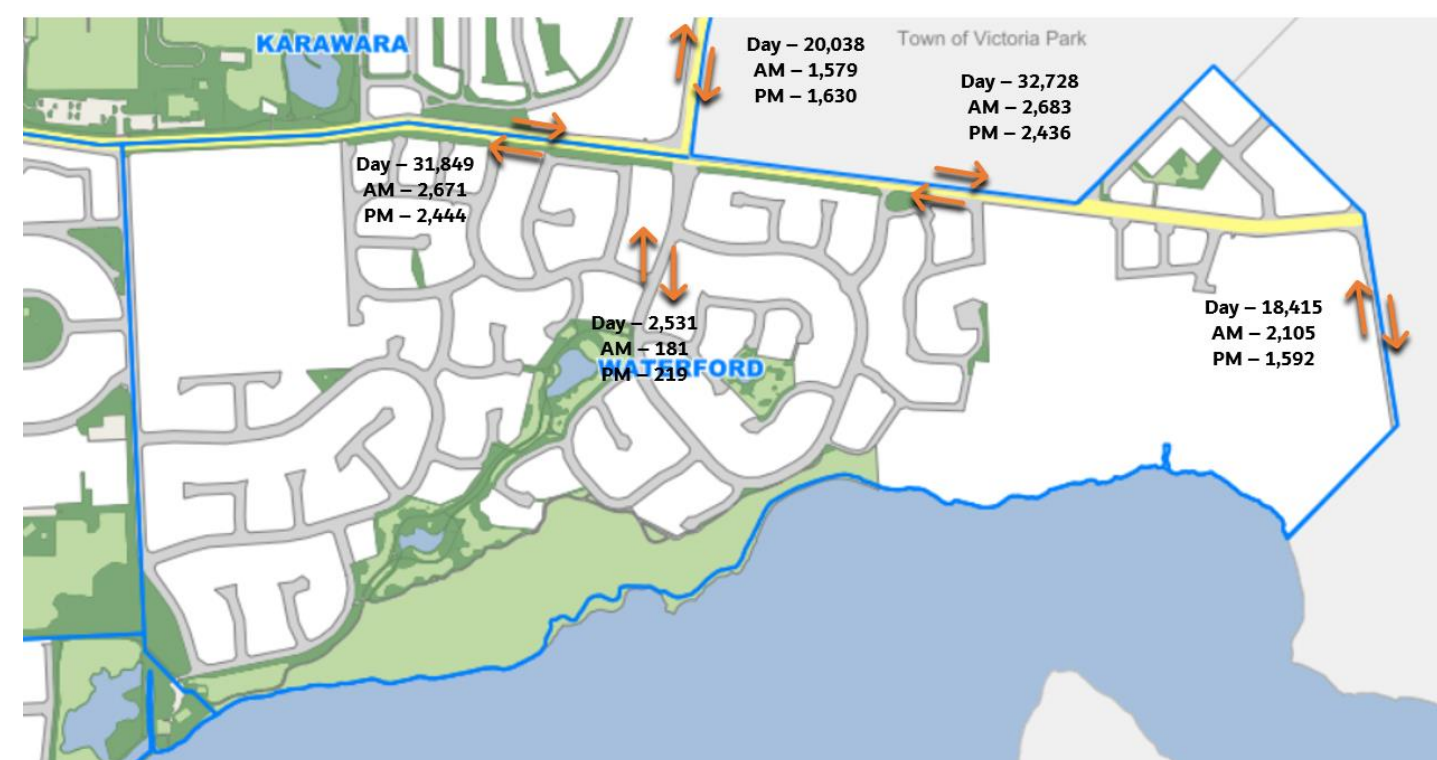 KARAWARA
Day – 20,038
AM – 1,579
PM – 1,630
Town of Victoria Park
Day – 32,728
AM – 2,683
PM – 2,436
Day – 31,849
AM – 2,671
PM – 2,444
Day – 2,531
AM – 181
PM – 219
WATERFORD
Day – 18,415
AM – 2,105
PM – 1,592